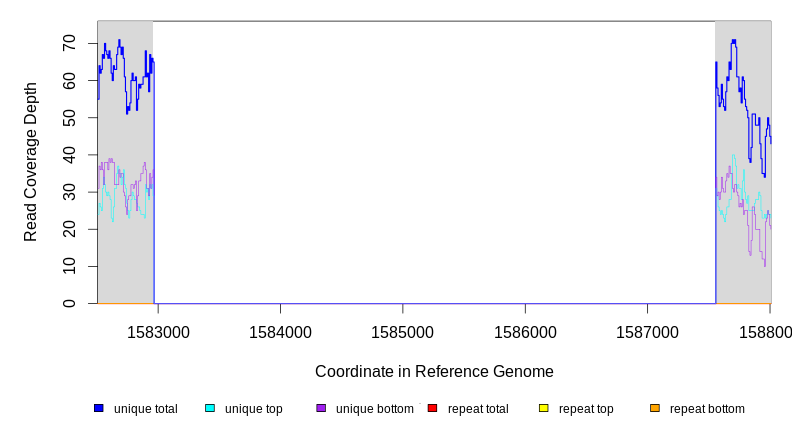 Read Coverage Depth
70
60
50
40
30
20
10
0
1583000 1584000 1585000 1586000 1587000 158800
Coordinate in Reference Genome
unique total unique top unique bottom repeat total repeat top repeat bottom